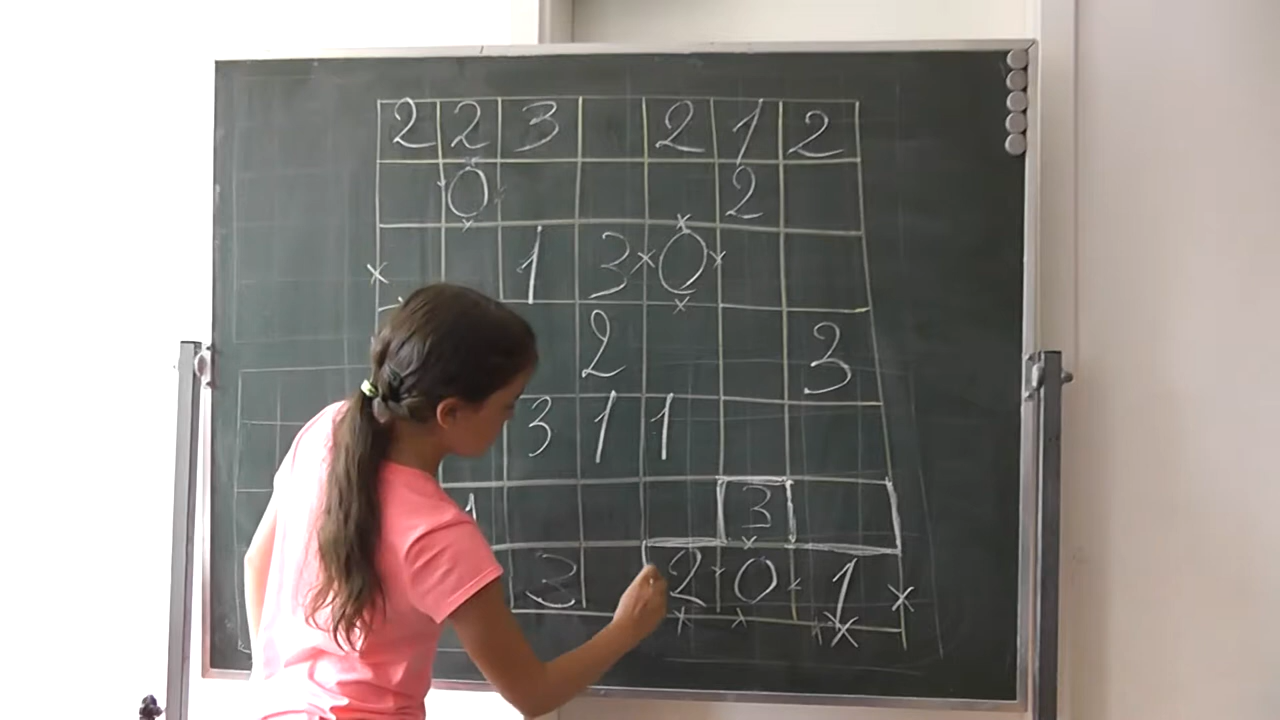 2 2 3 2 1 2
0 2
1 3 0
2 3
3 1 1
1 3
3 2 0 1